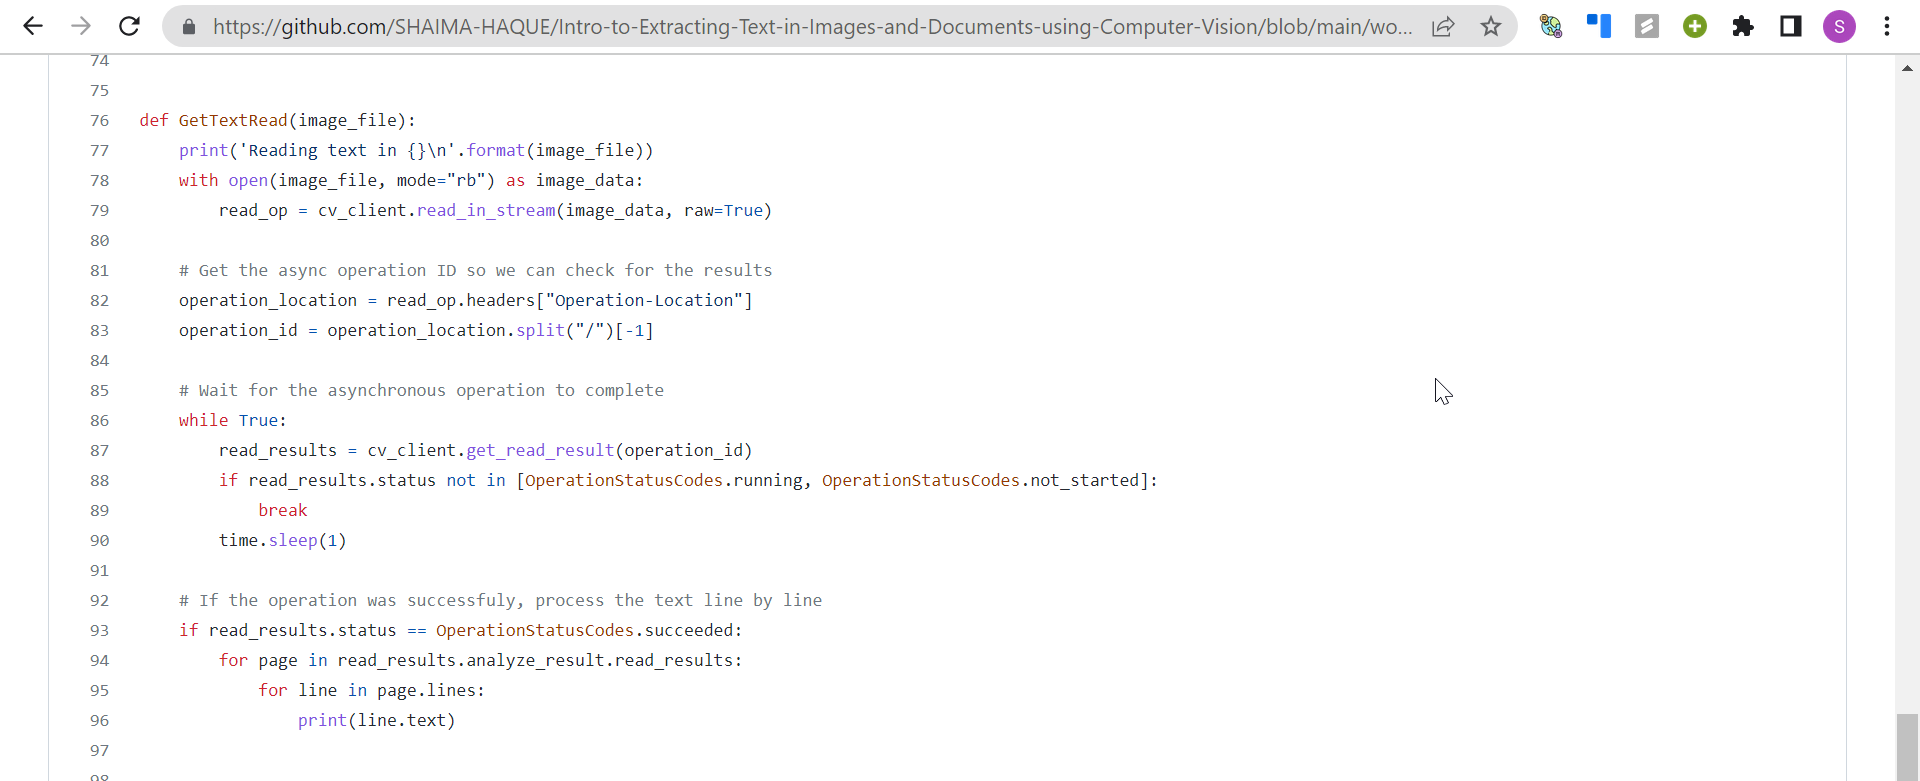 https://github.com/SHAIMA-HAQUE/Intro-to-Extracting-Text-in-Images-and-Documents-using-Computer-Vision/blob/main/wo...
S
74
75
76 def GetTextRead(image_file):
77     print('Reading text in {}\n'.format(image_file))
78     with open(image_file, mode="rb") as image_data:
79         read_op = cv_client.read_in_stream(image_data, raw=True)
80
81     # Get the async operation ID so we can check for the results
82     operation_location = read_op.headers["Operation-Location"]
83     operation_id = operation_location.split("/")[-1]
84
85     # Wait for the asynchronous operation to complete
86     while True:
87         read_results = cv_client.get_read_result(operation_id)
88         if read_results.status not in [OperationStatusCodes.running, OperationStatusCodes.not_started]:
89             break
90         time.sleep(1)
91
92     # If the operation was successfuly, process the text line by line
93     if read_results.status == OperationStatusCodes.succeeded:
94         for page in read_results.analyze_result.read_results:
95             for line in page.lines:
96                 print(line.text)
97
98